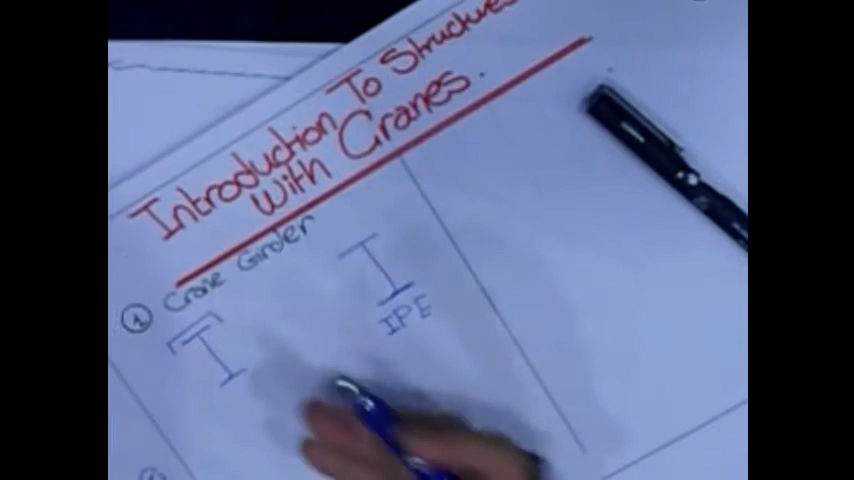 Introduction To Structures
With Cranes.
① Crane Girder
IPE